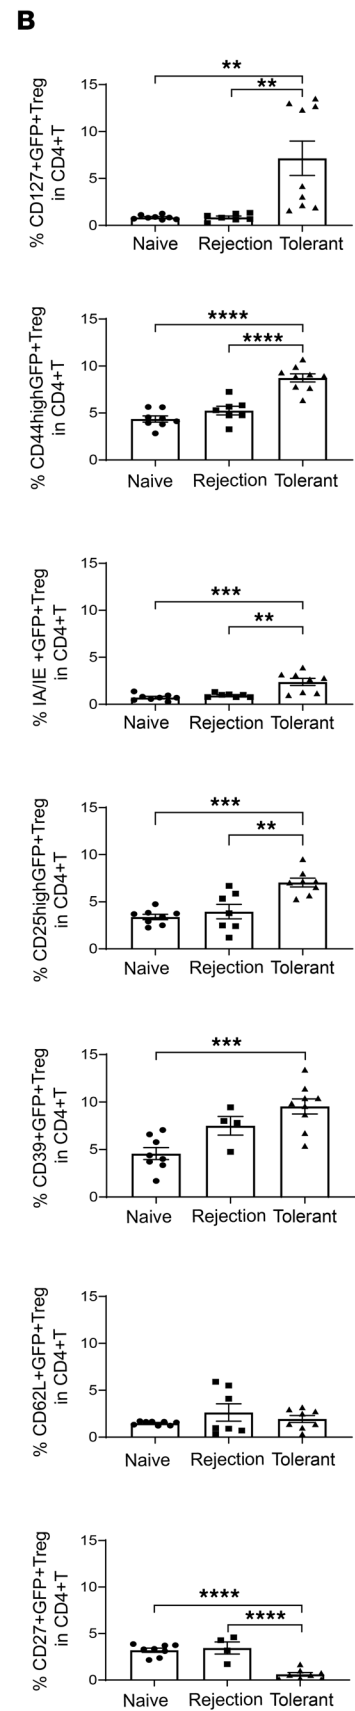 B
% CD127+GFP+Treg
in CD4+T
15
10
5
0
**
**
Naive Rejection Tolerant
% CD44highGFP+Treg
in CD4+T
15
10
5
0
****
****
Naive Rejection Tolerant
% IA/IE +GFP+Treg
in CD4+T
15
10
5
0
***
**
Naive Rejection Tolerant
% CD25highGFP+Treg
in CD4+T
15
10
5
0
***
**
Naive Rejection Tolerant
% CD39+GFP+Treg
in CD4+T
15
10
5
0
***
Naive Rejection Tolerant
% CD62L+GFP+Treg
in CD4+T
15
10
5
0
Naive Rejection Tolerant
% CD27+GFP+Treg
in CD4+T
15
10
5
0
****
****
Naive Rejection Tolerant